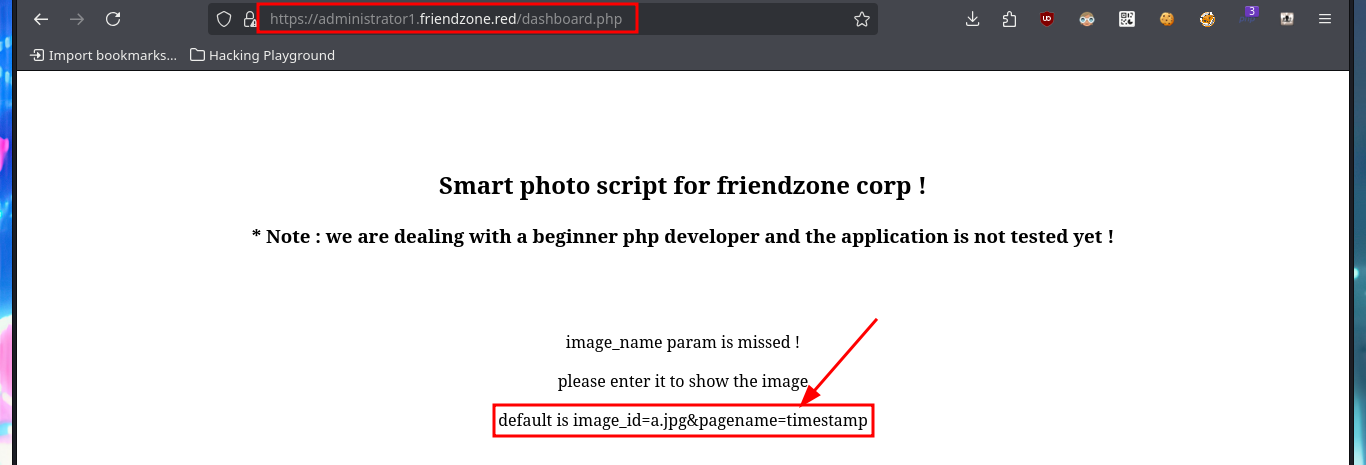 https://administrator1.friendzone.red/dashboard.php
3
Import bookmarks...
Hacking Playground
Smart photo script for friendzone corp !
* Note : we are dealing with a beginner php developer and the application is not tested yet !
image_name param is missed !
please enter it to show the image
default is image_id=a.jpg&pagename=timestamp